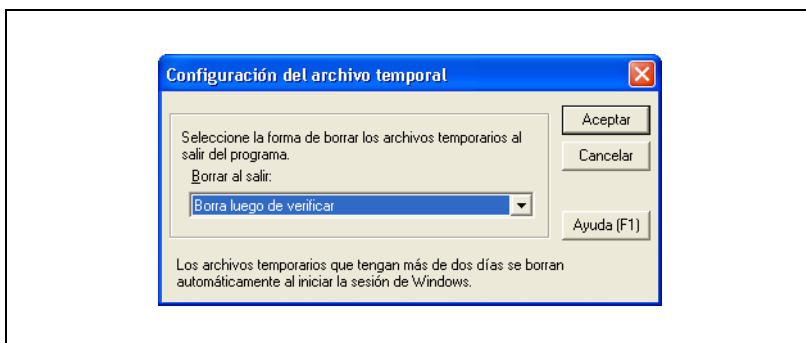 Configuración del archivo temporal
Seleccione la forma de borrar los archivos temporarios al
salir del programa.
Borrar al salir:
Borra luego de verificar
Aceptar
Cancelar
Ayuda (F1)
Los archivos temporarios que tengan más de dos días se borran
automáticamente al iniciar la sesión de Windows.